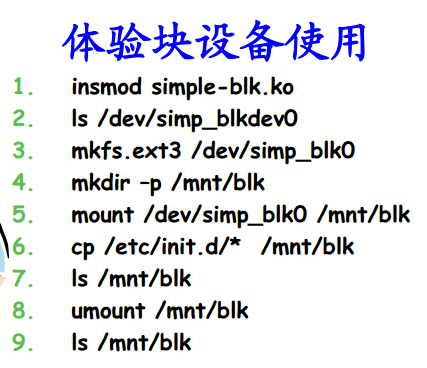 体验块设备使用
1. insmod simple-blk.ko
2. ls /dev/simp_blkdev0
3. mkfs.ext3 /dev/simp_blk0
4. mkdir –p /mnt/blk
5. mount /dev/simp_blk0 /mnt/blk
6. cp /etc/init.d/* /mnt/blk
7. ls /mnt/blk
8. umount /mnt/blk
9. ls /mnt/blk